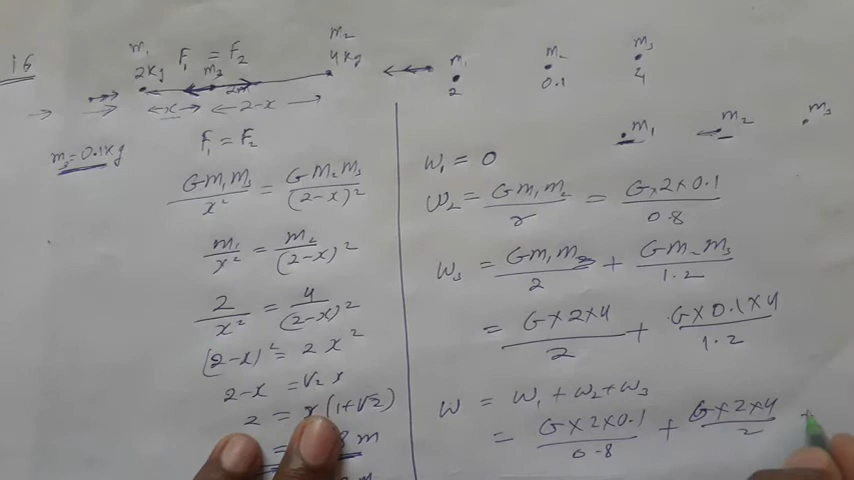 16
m₁ F₁ = F₂ m₂
2kg m₃ 4kg
2m
x 2-x
m₃ = 0.1kg
F₁ = F₂
Gm₁m₃/x² = Gm₂m₃/(2-x)²
m₁/x² = m₂/(2-x)²
2/x² = 4/(2-x)²
(2-x)² = 2x²
2-x = √2 x
2 = x(1+√2)
8 m
m
m₁ m₂ m₃
2 0.1 4
m₁ m₂ m₃
W₁ = 0
W₂ = Gm₁m₂/r = G×2×0.1/0.8
W₃ = Gm₁m₃/2 + Gm₂m₃/1.2
= G×2×4/2 + G×0.1×4/1.2
W = W₁+W₂+W₃
= G×2×0.1/0.8 + G×2×4/2 +